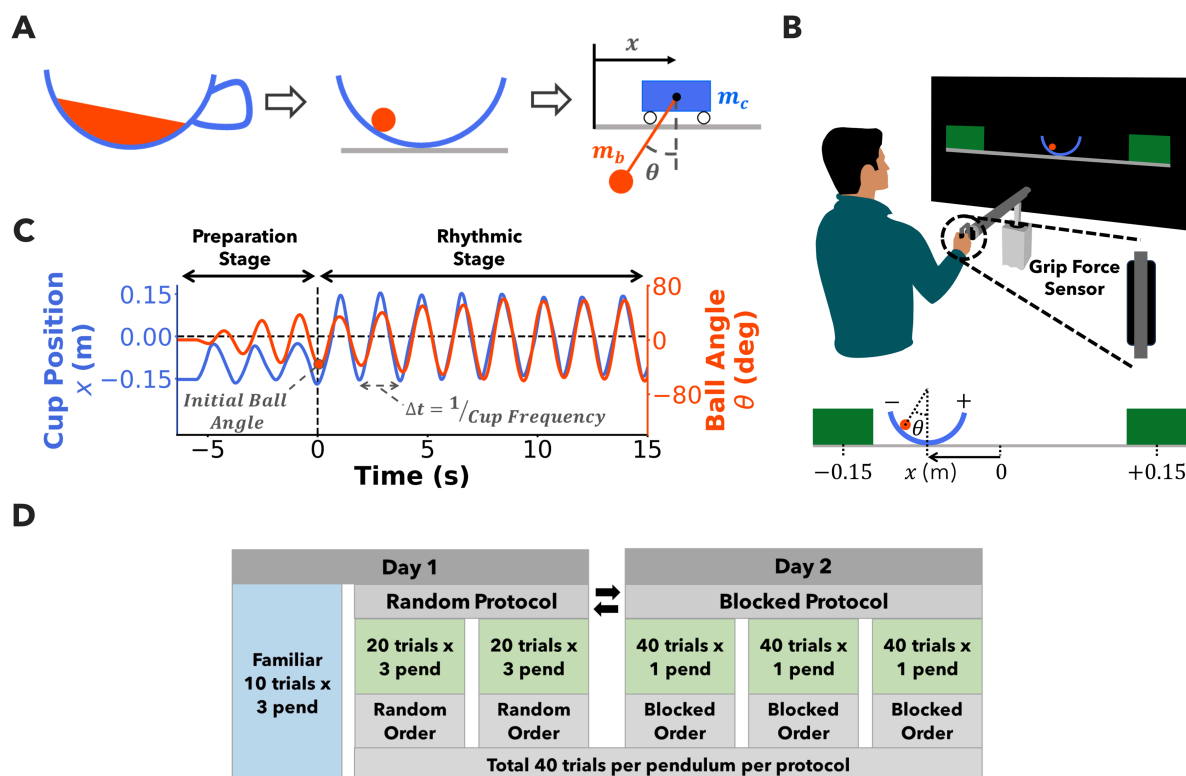 A
x
m_c
m_b
θ
B
Grip Force
Sensor
− +
θ
−0.15 x (m) 0 +0.15
C
Preparation
Stage
Rhythmic
Stage
Cup Position
x (m)
0.15
0.00
−0.15
80
0
−80
Ball Angle
θ (deg)
Initial Ball
Angle
Δt = 1/Cup Frequency
−5 0 5 10 15
Time (s)
D
Day 1
Day 2
Random Protocol
Blocked Protocol
Familiar
10 trials x
3 pend
20 trials x
3 pend
20 trials x
3 pend
40 trials x
1 pend
40 trials x
1 pend
40 trials x
1 pend
Random
Order
Random
Order
Blocked
Order
Blocked
Order
Blocked
Order
Total 40 trials per pendulum per protocol